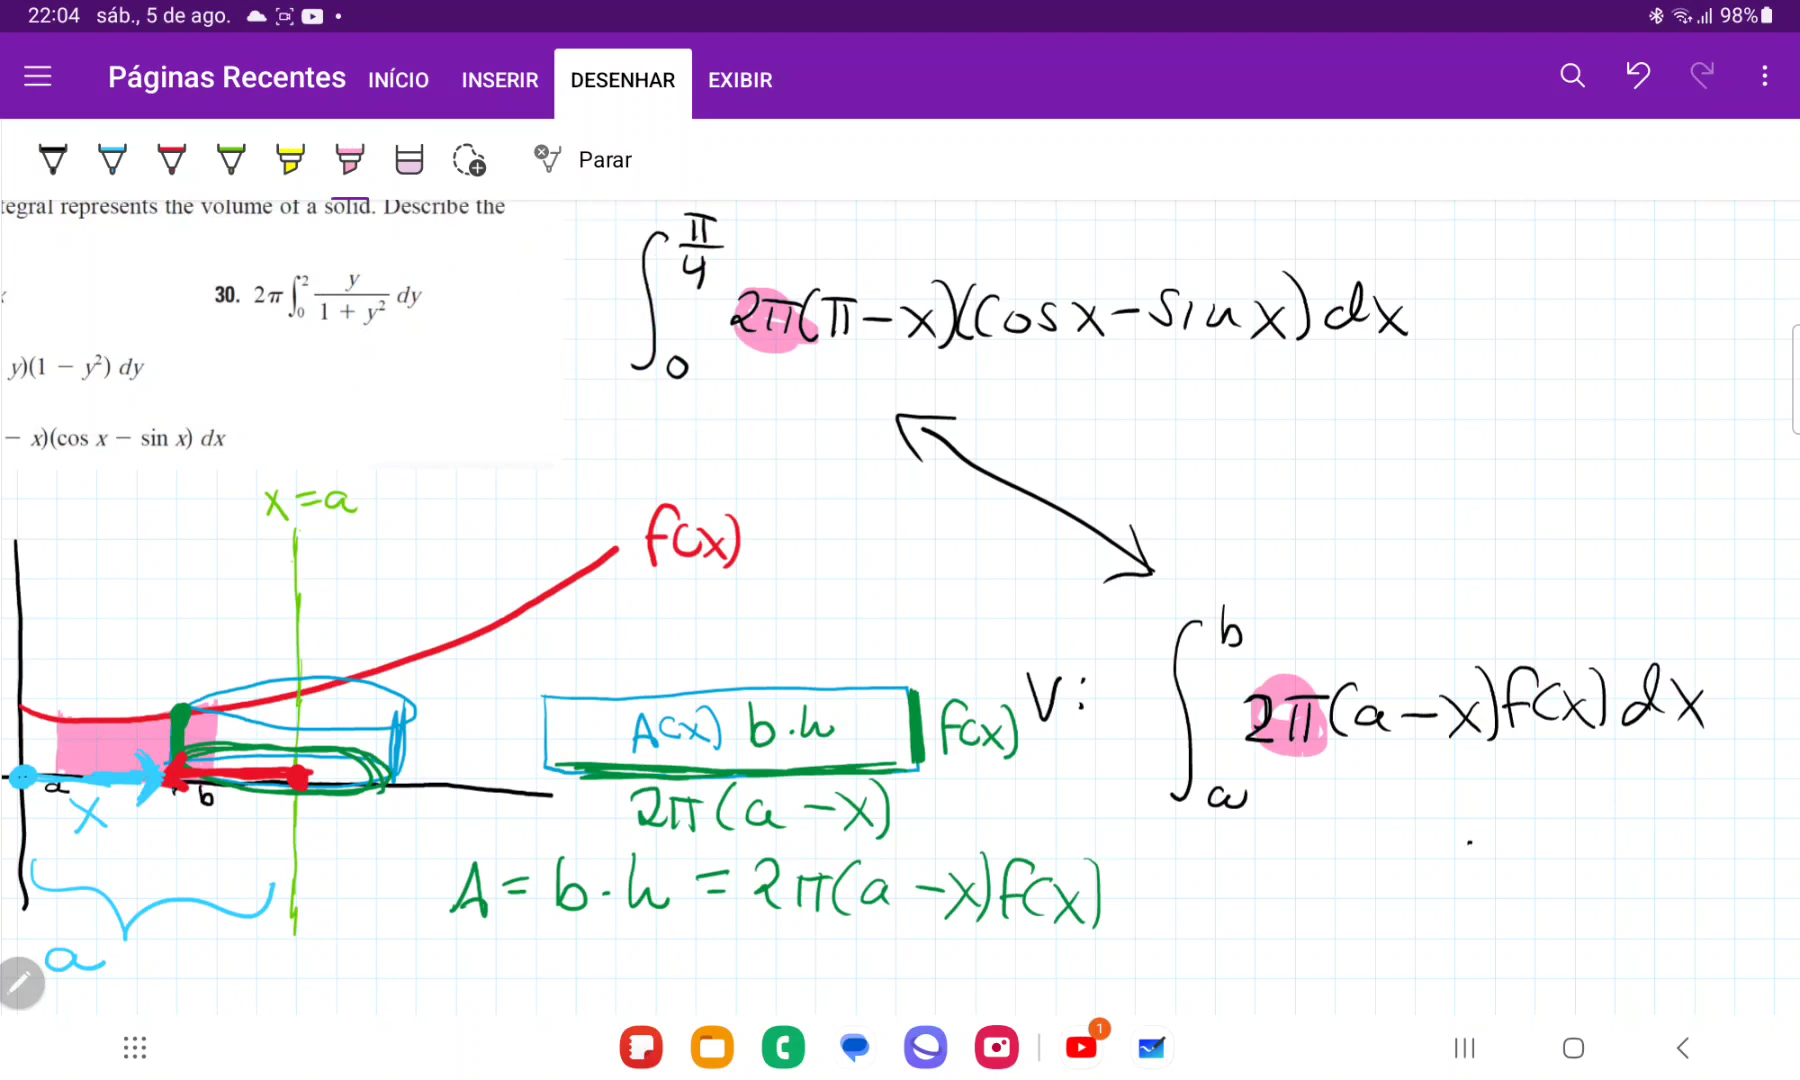 22:04 sáb., 5 de ago. 98%
Páginas Recentes INÍCIO INSERIR DESENHAR EXIBIR
Parar
tegral represents the volume of a solid. Describe the
30. 2π ∫₀² y/(1 + y²) dy
y)(1 − y²) dy
− x)(cos x − sin x) dx
∫₀^(π/4) 2π(π−x)(cos x − sin x) dx
x=a
f(x)
A(x) b·h f(x)
2π(a−x)
V: ∫ₐᵇ 2π(a−x)f(x) dx
a b
x
A = b·h = 2π(a−x)f(x)
a
1